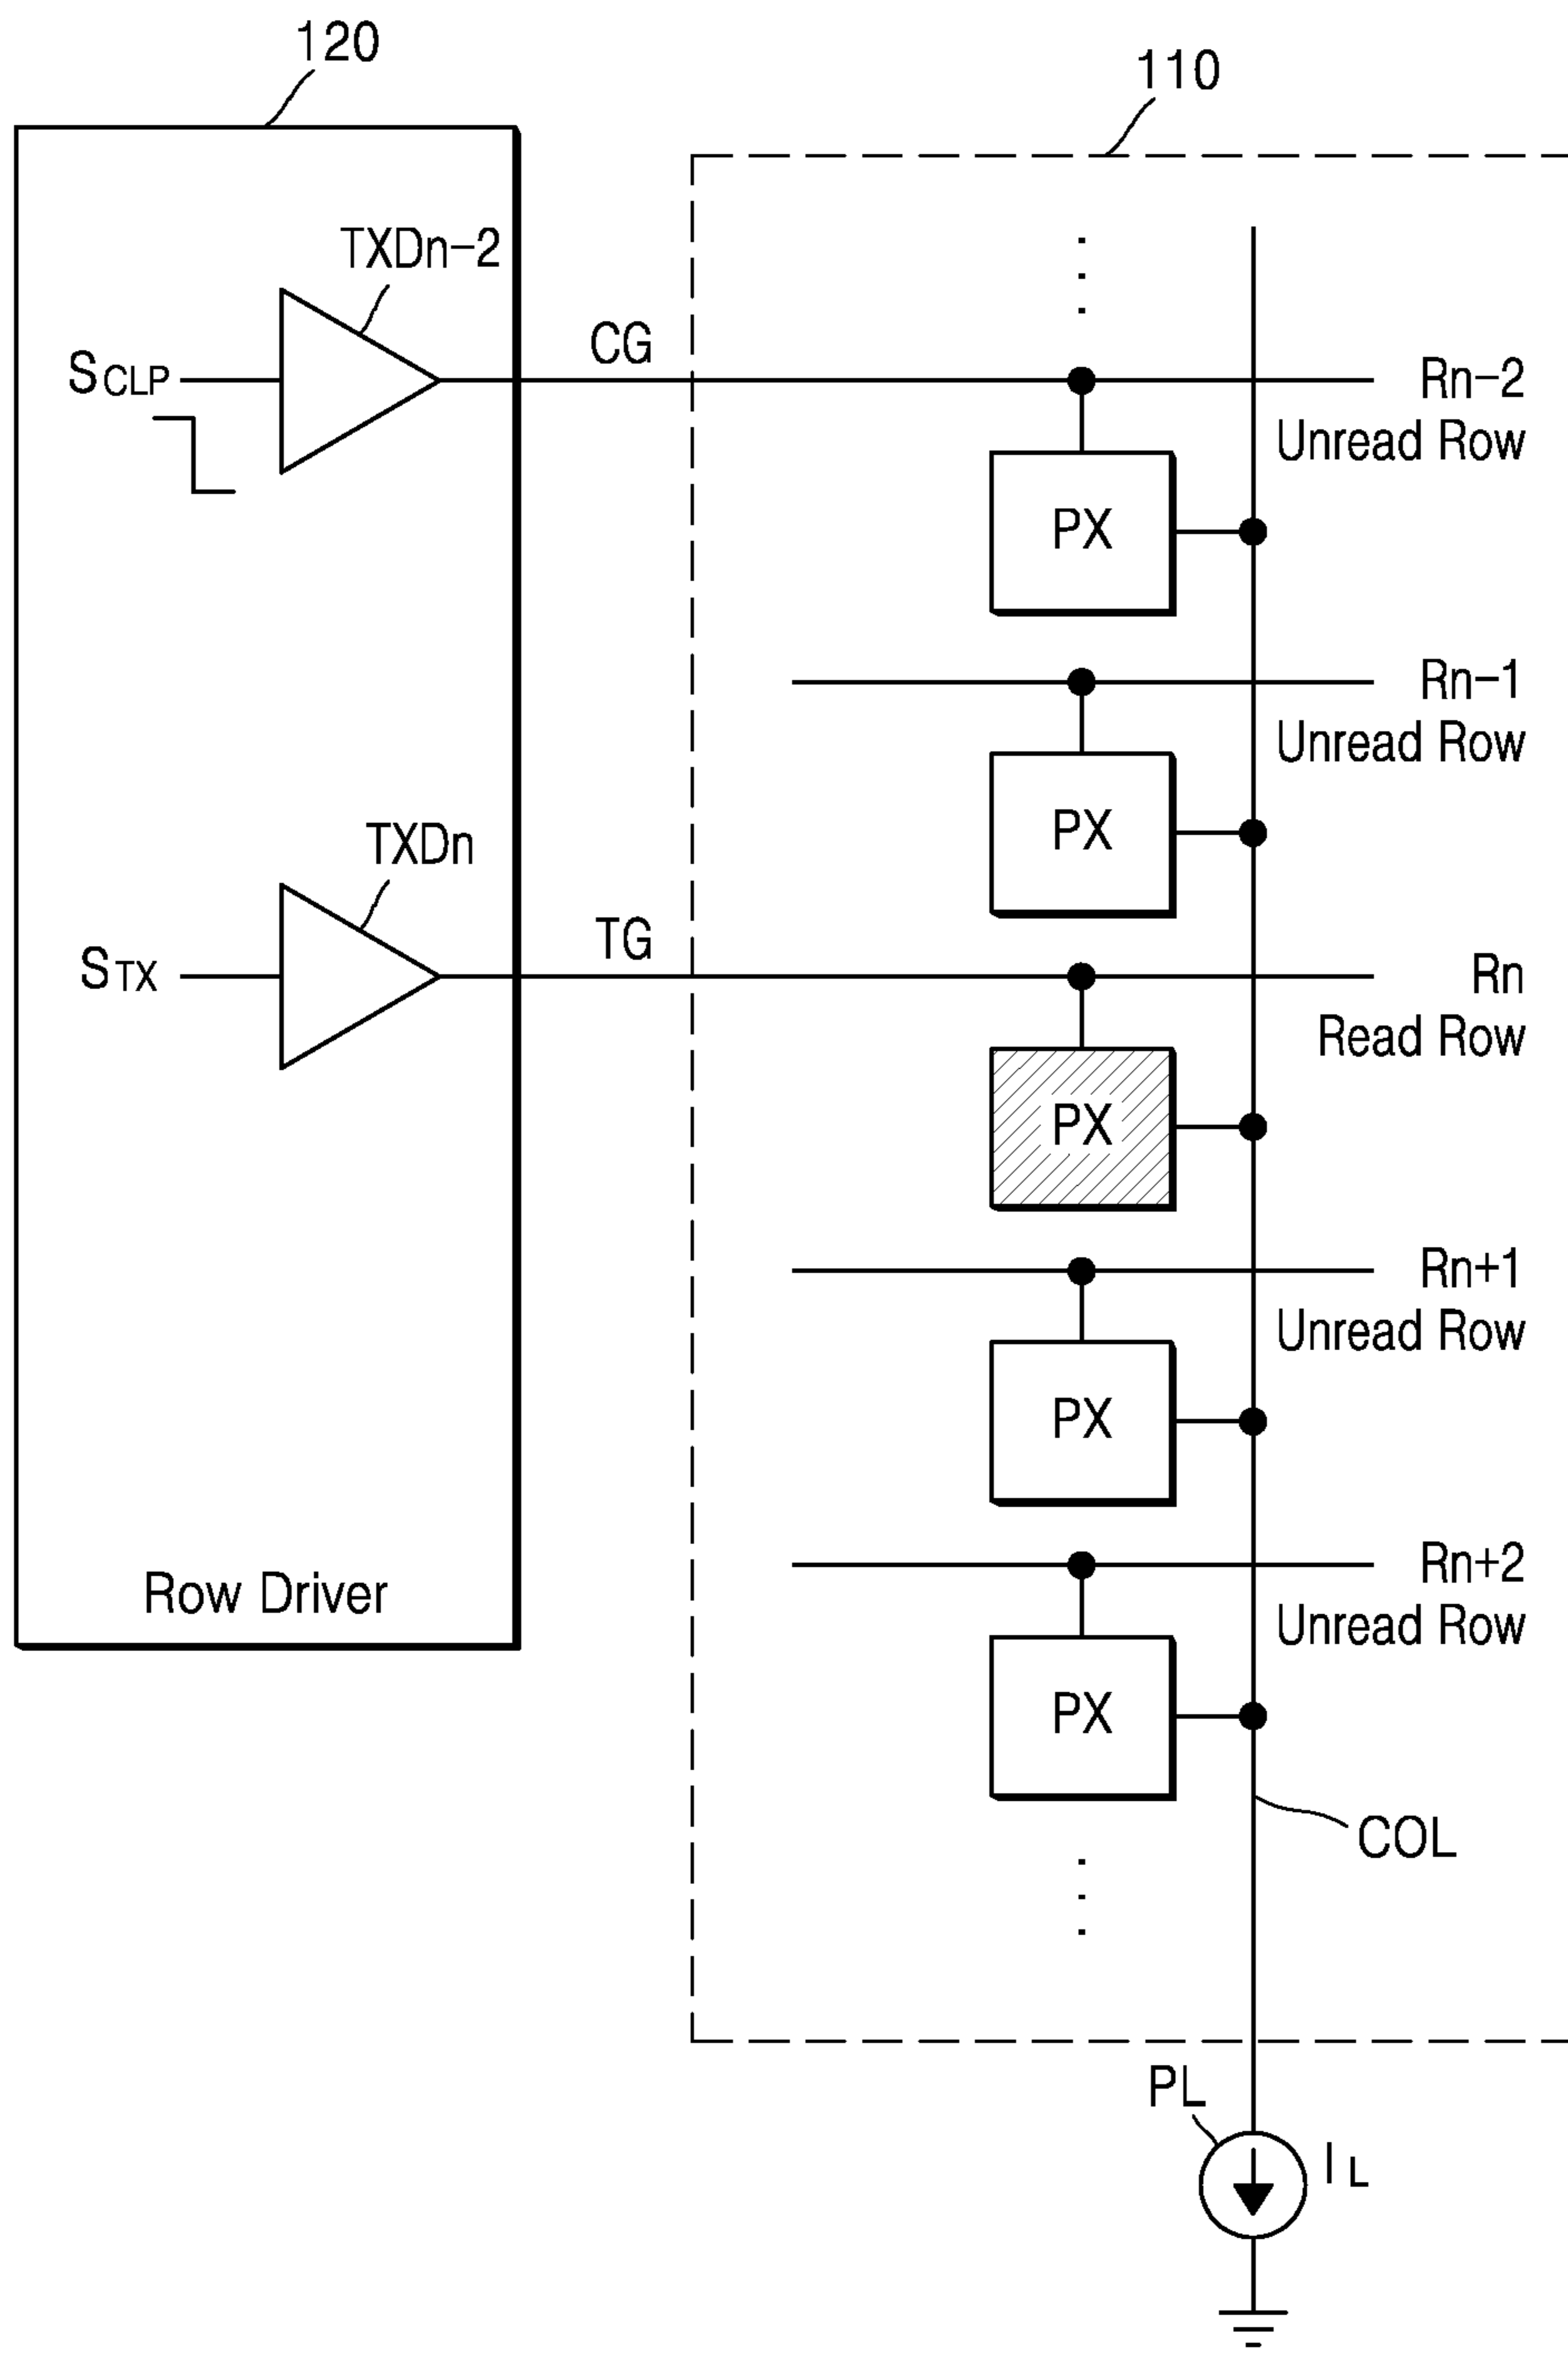 120
110
TXDn-2
CG
SCLP
Rn-2
Unread Row
PX
Rn-1
Unread Row
PX
TXDn
TG
STX
Rn
Read Row
PX
Rn+1
Unread Row
PX
Rn+2
Unread Row
Row Driver
PX
COL
PL
IL